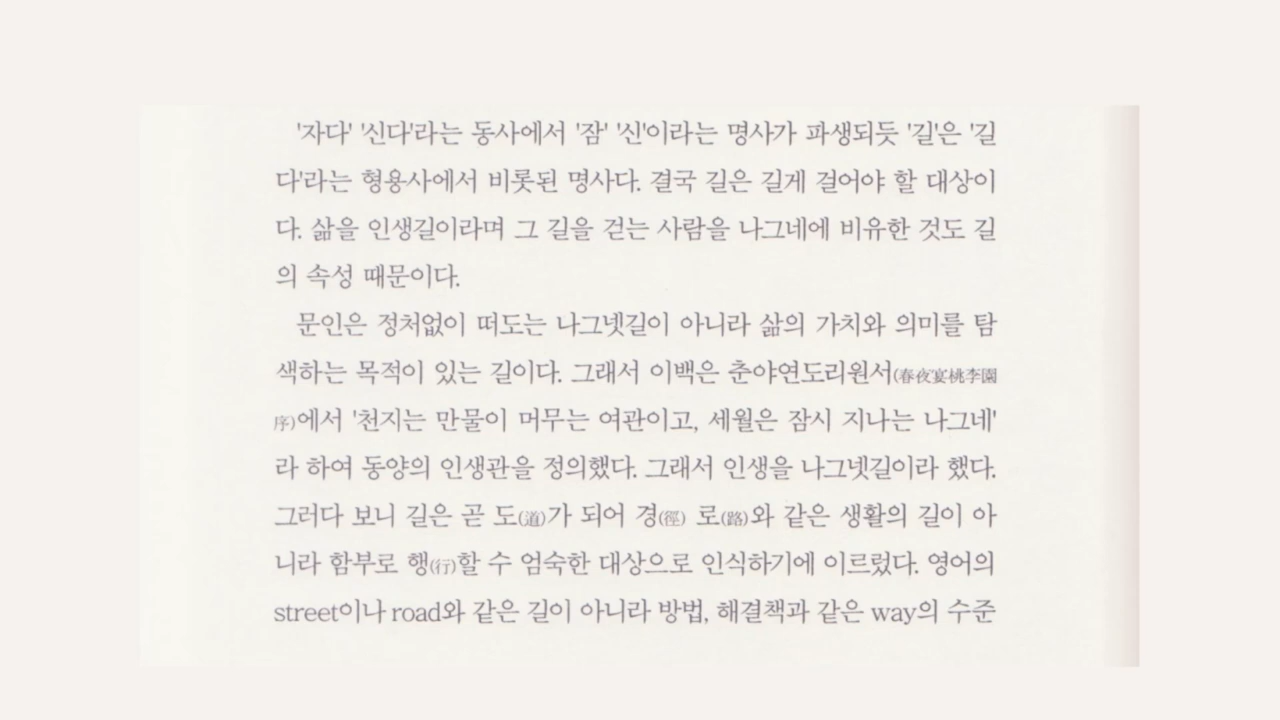 '자다' '신다'라는 동사에서 '잠' '신'이라는 명사가 파생되듯 '길'은 '길
다'라는 형용사에서 비롯된 명사다. 결국 길은 길게 걸어야 할 대상이
다. 삶을 인생길이라며 그 길을 걷는 사람을 나그네에 비유한 것도 길
의 속성 때문이다.
문인은 정처없이 떠도는 나그넷길이 아니라 삶의 가치와 의미를 탐
색하는 목적이 있는 길이다. 그래서 이백은 춘야연도리원서(春夜宴桃李園
序)에서 '천지는 만물이 머무는 여관이고, 세월은 잠시 지나는 나그네'
라 하여 동양의 인생관을 정의했다. 그래서 인생을 나그넷길이라 했다.
그러다 보니 길은 곧 도(道)가 되어 경(徑) 로(路)와 같은 생활의 길이 아
니라 함부로 행(行)할 수 엄숙한 대상으로 인식하기에 이르렀다. 영어의
street이나 road와 같은 길이 아니라 방법, 해결책과 같은 way의 수준